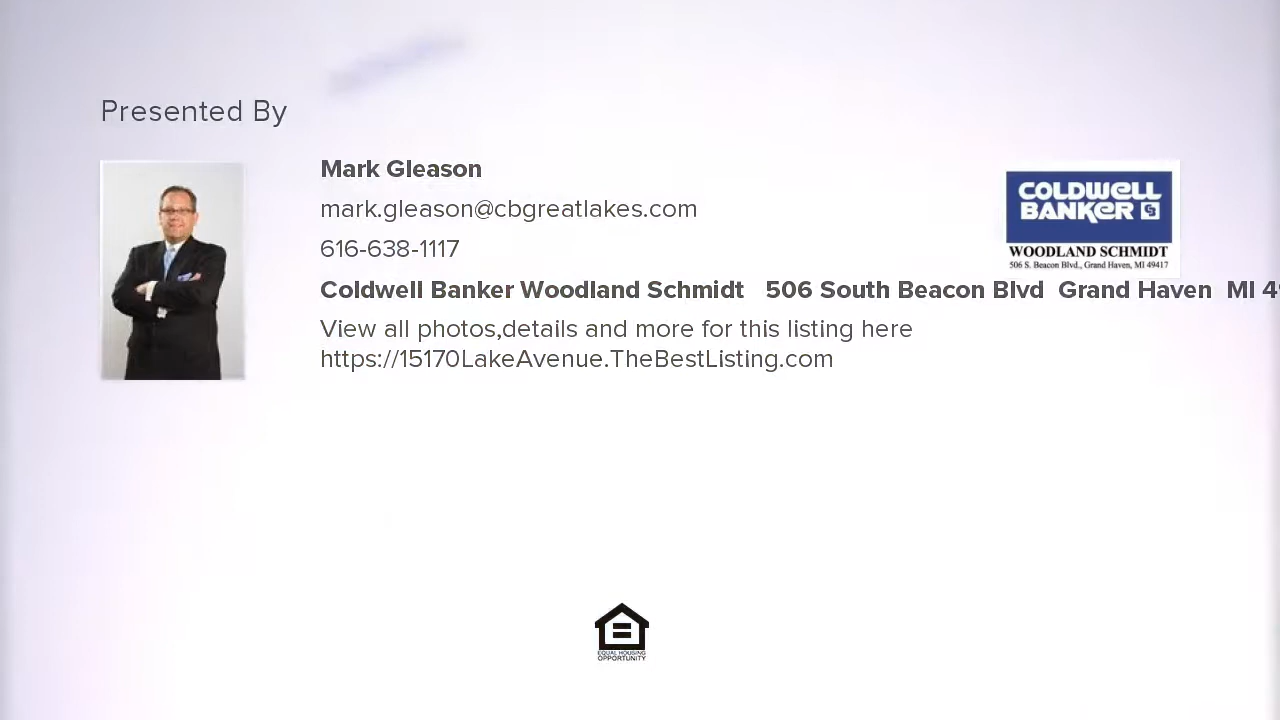 Presented By
Mark Gleason
mark.gleason@cbgreatlakes.com
616-638-1117
COLDWELL
BANKER
WOODLAND SCHMIDT
506 S. Beacon Blvd., Grand Haven, MI 49417
Coldwell Banker Woodland Schmidt 506 South Beacon Blvd Grand Haven MI
View all photos,details and more for this listing here
https://15170LakeAvenue.TheBestListing.com
EQUAL HOUSING
OPPORTUNITY